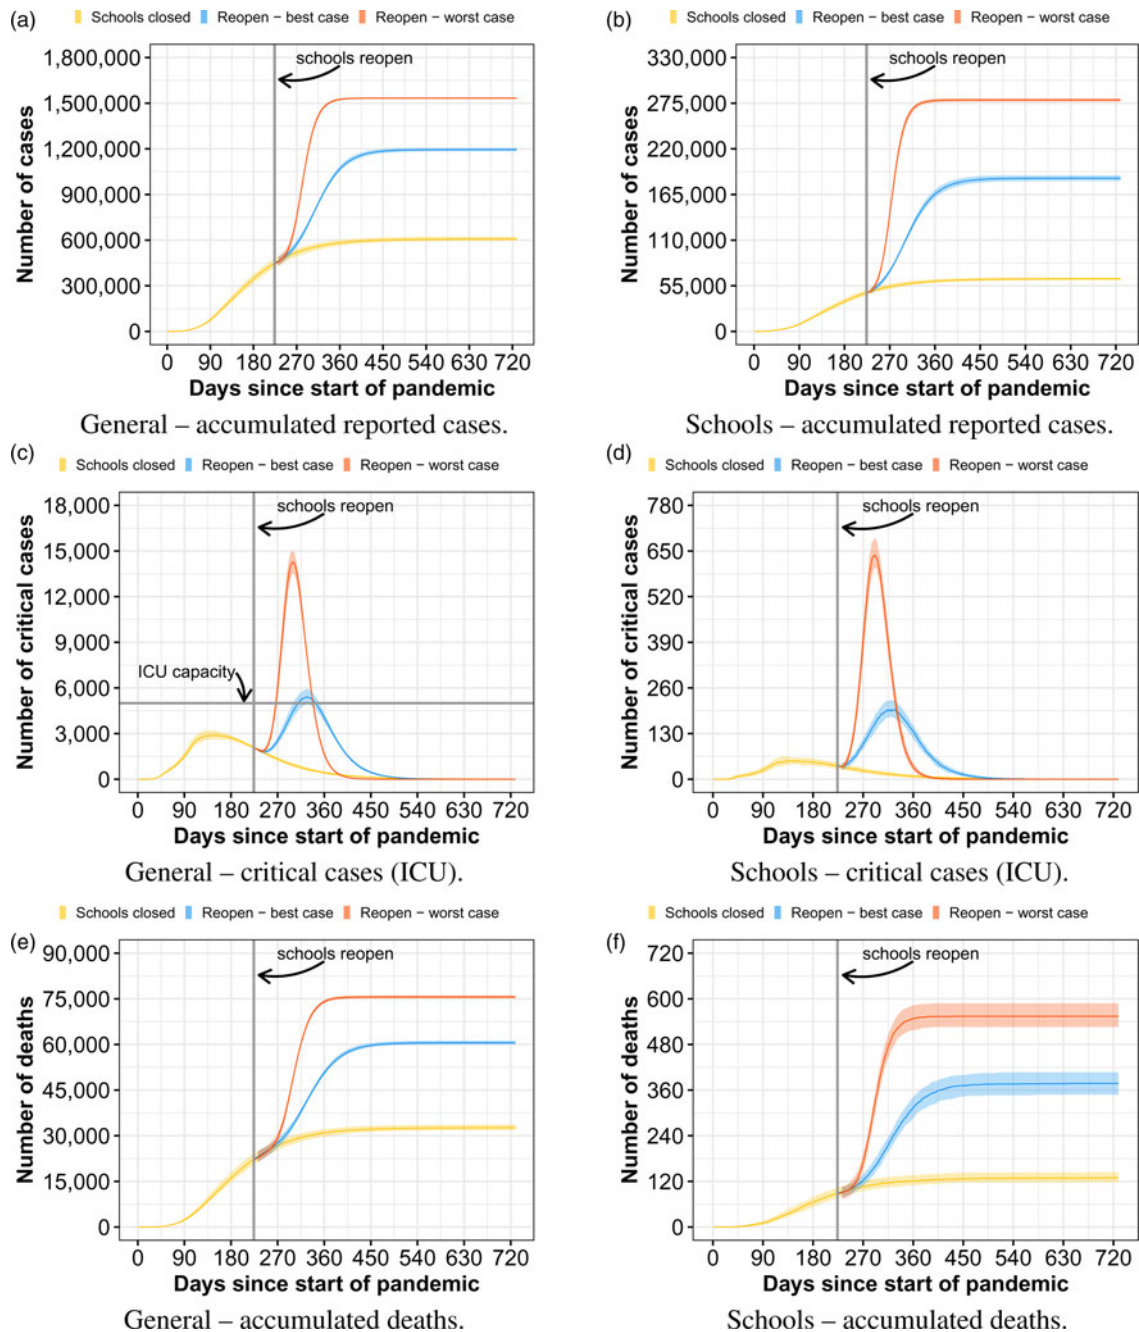 (a)
Schools closed Reopen – best case Reopen – worst case
1,800,000
1,500,000
1,200,000
900,000
600,000
300,000
0
Number of cases
schools reopen
0 90 180 270 360 450 540 630 720
Days since start of pandemic
General – accumulated reported cases.
(b)
Schools closed Reopen – best case Reopen – worst case
330,000
275,000
220,000
165,000
110,000
55,000
0
Number of cases
schools reopen
0 90 180 270 360 450 540 630 720
Days since start of pandemic
Schools – accumulated reported cases.
(c)
Schools closed Reopen – best case Reopen – worst case
18,000
15,000
12,000
9,000
6,000
3,000
0
Number of critical cases
schools reopen
ICU capacity
0 90 180 270 360 450 540 630 720
Days since start of pandemic
General – critical cases (ICU).
(d)
Schools closed Reopen – best case Reopen – worst case
780
650
520
390
260
130
0
Number of critical cases
schools reopen
0 90 180 270 360 450 540 630 720
Days since start of pandemic
Schools – critical cases (ICU).
(e)
Schools closed Reopen – best case Reopen – worst case
90,000
75,000
60,000
45,000
30,000
15,000
0
Number of deaths
schools reopen
0 90 180 270 360 450 540 630 720
Days since start of pandemic
General – accumulated deaths.
(f)
Schools closed Reopen – best case Reopen – worst case
720
600
480
360
240
120
0
Number of deaths
schools reopen
0 90 180 270 360 450 540 630 720
Days since start of pandemic
Schools – accumulated deaths.